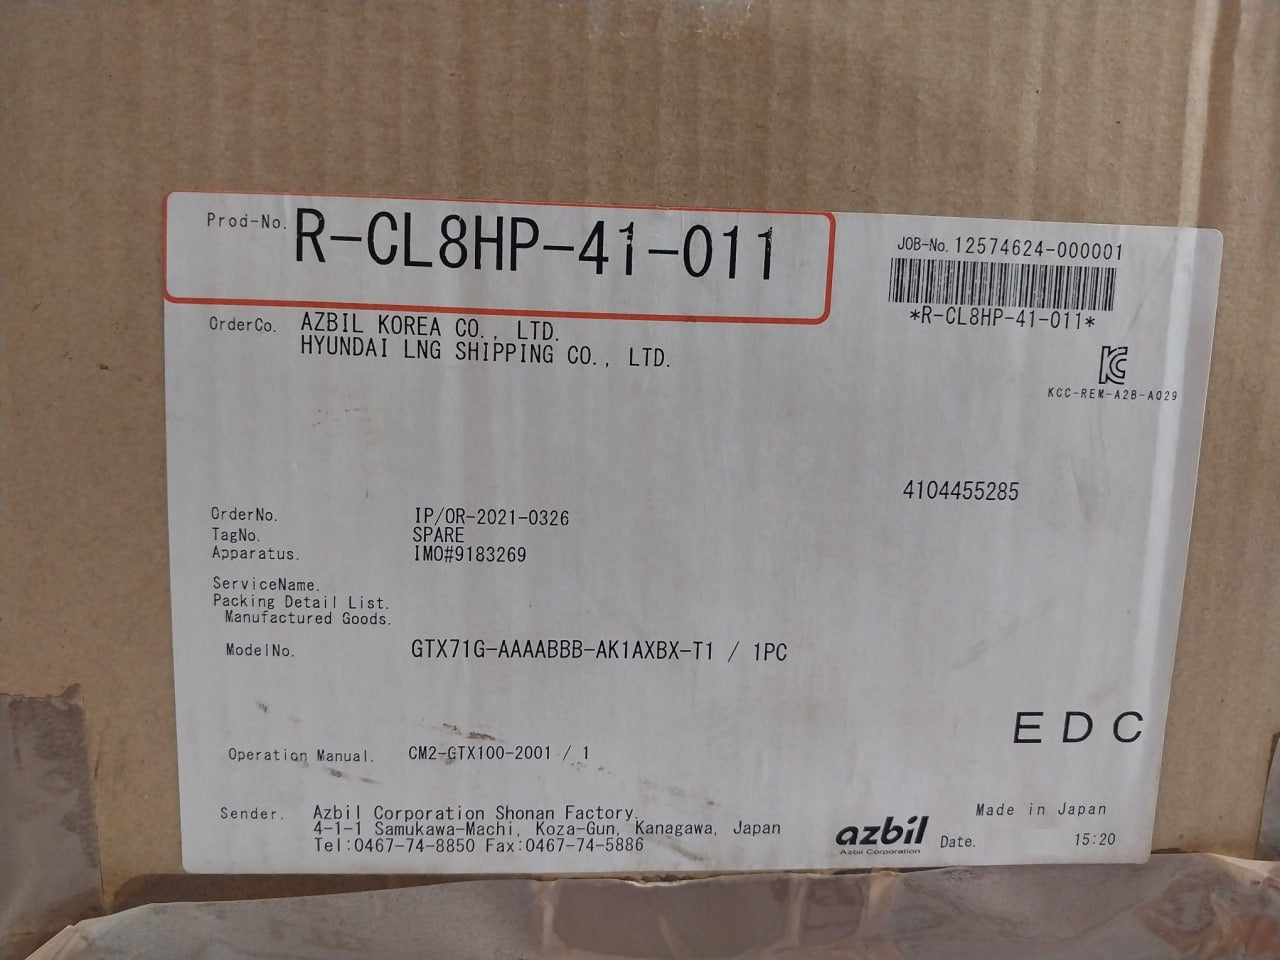 Prod-No. R-CL8HP-41-011
JOB-No. 12574624-000001
*R-CL8HP-41-011*
OrderCo. AZBIL KOREA CO., LTD.
HYUNDAI LNG SHIPPING CO., LTD.
KCC-REM-A2B-A029
4104455285
OrderNo. IP/OR-2021-0326
TagNo. SPARE
Apparatus. IMO#9183269
ServiceName.
Packing Detail List.
Manufactured Goods.
ModelNo. GTX71G-AAAABBB-AK1AXBX-T1 / 1PC
EDC
Operation Manual. CM2-GTX100-2001 / 1
Sender. Azbil Corporation Shonan Factory.
4-1-1 Samukawa-Machi, Koza-Gun, Kanagawa, Japan
Tel:0467-74-8850 Fax:0467-74-5886
azbil
Azbil Corporation
Made in Japan
Date. 15:20